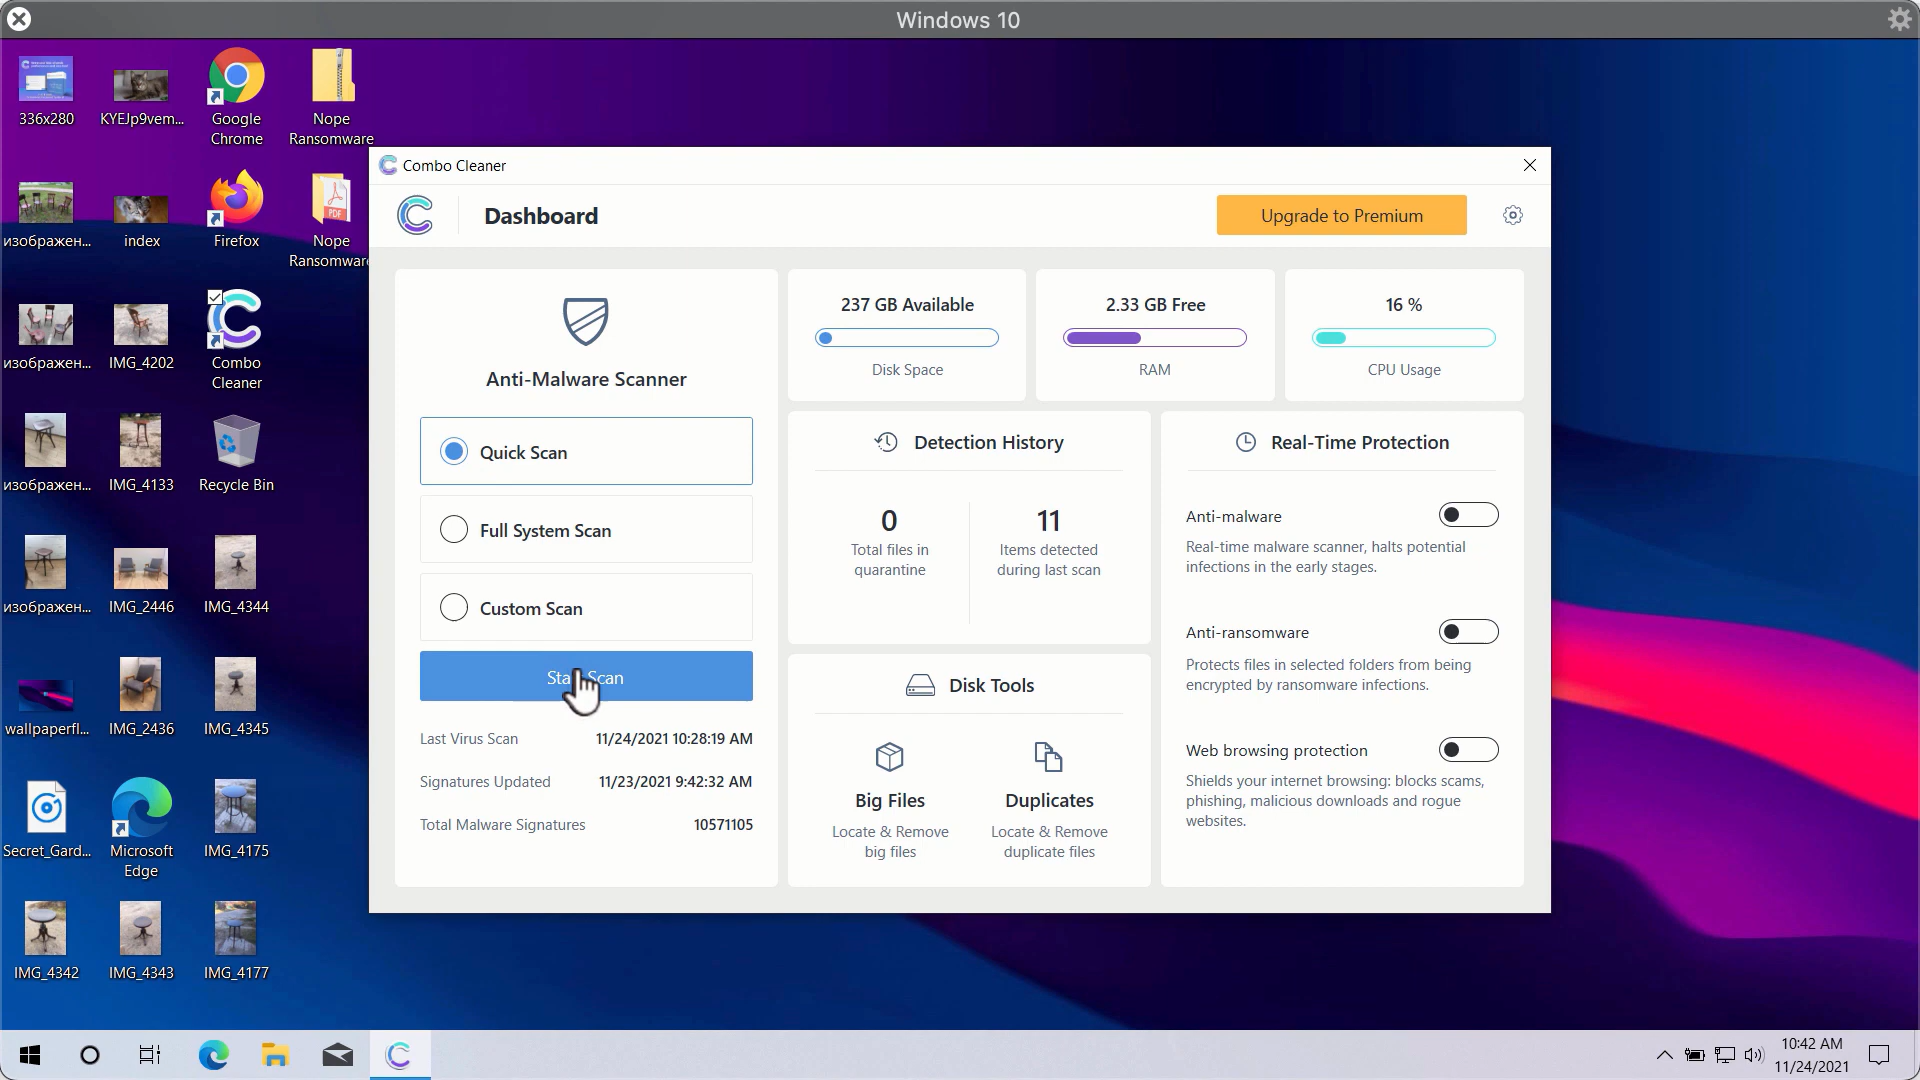 Windows 10
336x280
KYEJp9vem...
Google
Chrome
Nope
Ransomware
изображен...
index
Firefox
PDF
Nope
Ransomware
изображен...
IMG_4202
Combo
Cleaner
изображен...
IMG_4133
Recycle Bin
изображен...
IMG_2446
IMG_4344
wallpaperfl...
IMG_2436
IMG_4345
Secret_Gard...
Microsoft
Edge
IMG_4175
IMG_4342
IMG_4343
IMG_4177
Combo Cleaner
Dashboard
Upgrade to Premium
Anti-Malware Scanner
Quick Scan
Full System Scan
Custom Scan
Start Scan
Last Virus Scan 11/24/2021 10:28:19 AM
Signatures Updated 11/23/2021 9:42:32 AM
Total Malware Signatures 10571105
237 GB Available
Disk Space
2.33 GB Free
RAM
16 %
CPU Usage
Detection History
0
Total files in
quarantine
11
Items detected
during last scan
Disk Tools
Big Files
Locate & Remove
big files
Duplicates
Locate & Remove
duplicate files
Real-Time Protection
Anti-malware
Real-time malware scanner, halts potential
infections in the early stages.
Anti-ransomware
Protects files in selected folders from being
encrypted by ransomware infections.
Web browsing protection
Shields your internet browsing: blocks scams,
phishing, malicious downloads and rogue
websites.
10:42 AM
11/24/2021